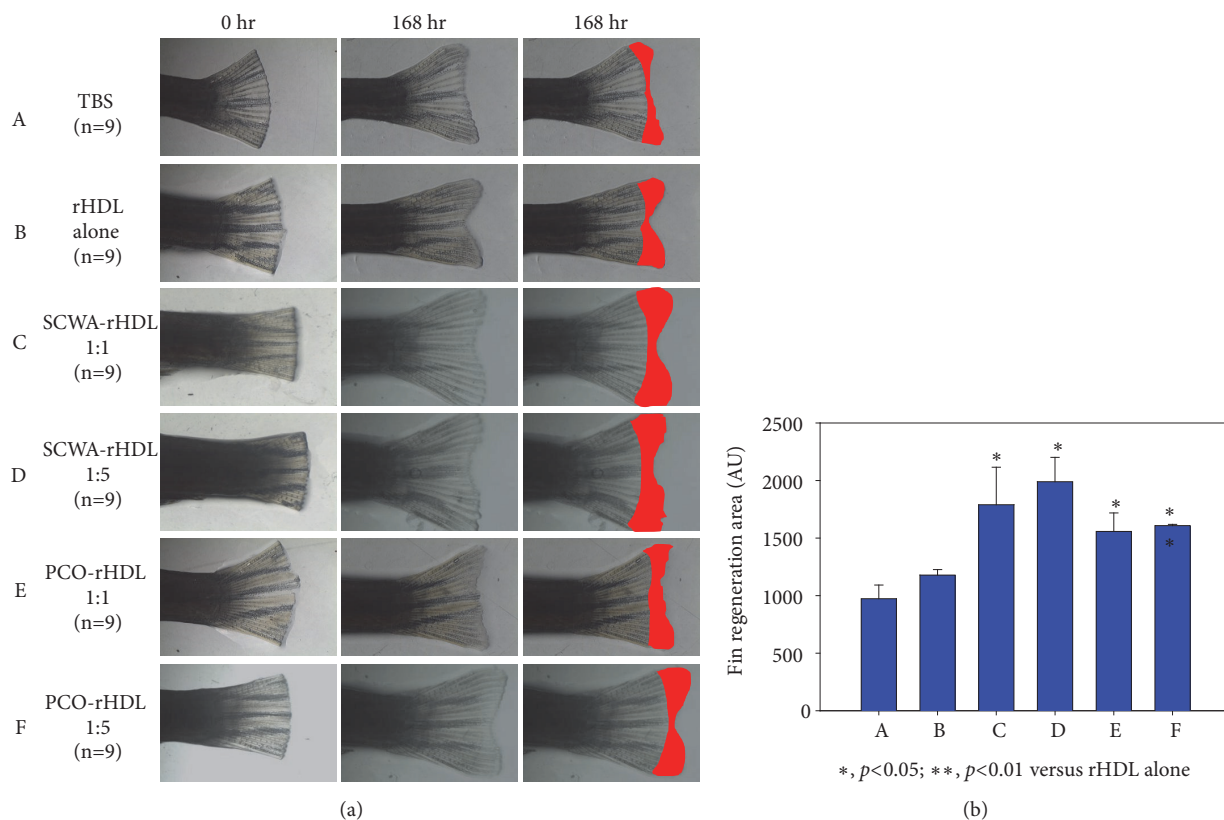 0 hr 168 hr 168 hr
A TBS
(n=9)
B rHDL
alone
(n=9)
C SCWA-rHDL
1:1
(n=9)
D SCWA-rHDL
1:5
(n=9)
E PCO-rHDL
1:1
(n=9)
F PCO-rHDL
1:5
(n=9)
(a)
Fin regeneration area (AU)
2500
2000
1500
1000
500
0
* * * *
*
A B C D E F
*, p<0.05; **, p<0.01 versus rHDL alone
(b)